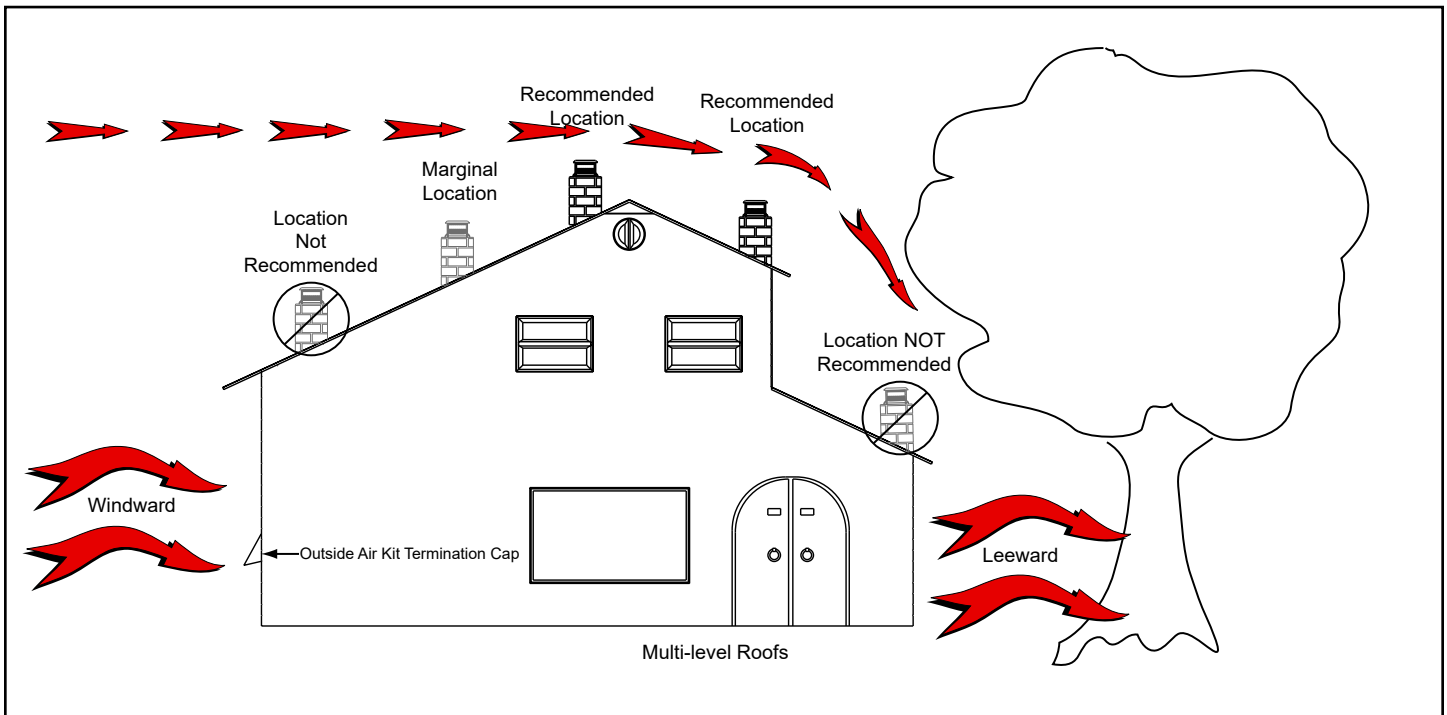 Recommended
Location
Recommended
Location
Marginal
Location
Location
Not
Recommended
Location NOT
Recommended
Windward
Outside Air Kit Termination Cap
Leeward
Multi-level Roofs